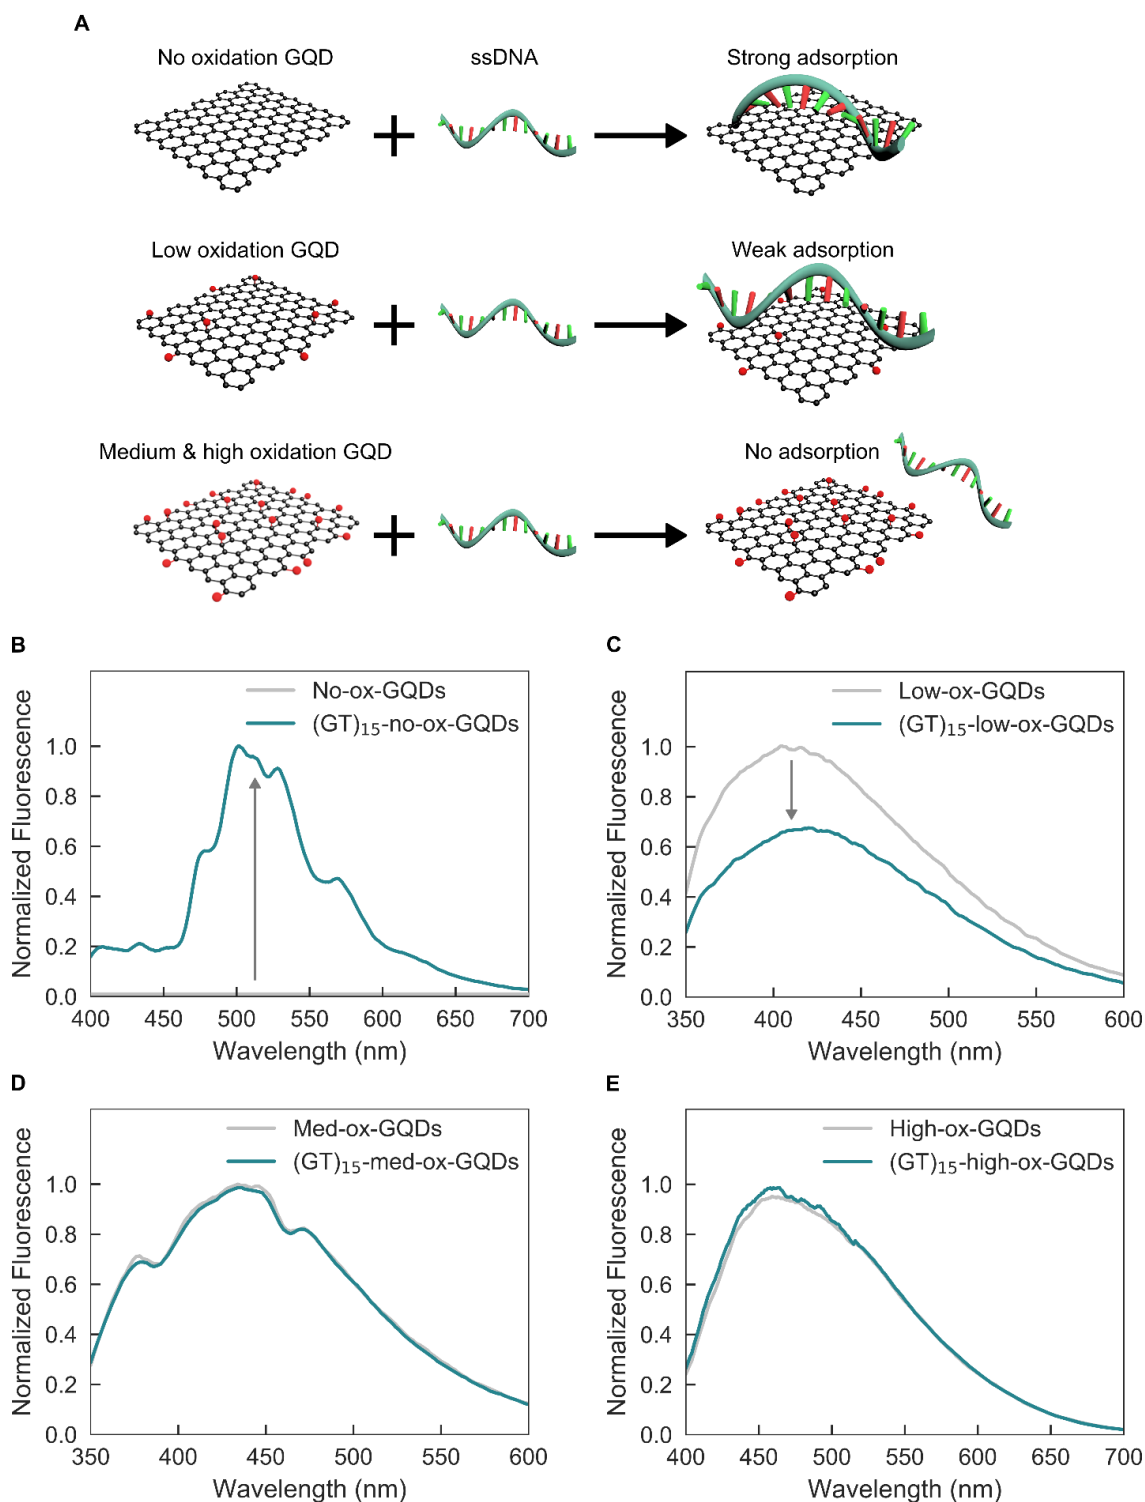 A
No oxidation GQD
ssDNA
Strong adsorption
Low oxidation GQD
Weak adsorption
Medium & high oxidation GQD
No adsorption
B
No-ox-GQDs
(GT)₁₅-no-ox-GQDs
Normalized Fluorescence
1.0
0.8
0.6
0.4
0.2
0.0
400 450 500 550 600 650 700
Wavelength (nm)
C
Low-ox-GQDs
(GT)₁₅-low-ox-GQDs
Normalized Fluorescence
1.0
0.8
0.6
0.4
0.2
0.0
350 400 450 500 550 600
Wavelength (nm)
D
Med-ox-GQDs
(GT)₁₅-med-ox-GQDs
Normalized Fluorescence
1.0
0.8
0.6
0.4
0.2
0.0
350 400 450 500 550 600
Wavelength (nm)
E
High-ox-GQDs
(GT)₁₅-high-ox-GQDs
Normalized Fluorescence
1.0
0.8
0.6
0.4
0.2
0.0
400 450 500 550 600 650 700
Wavelength (nm)